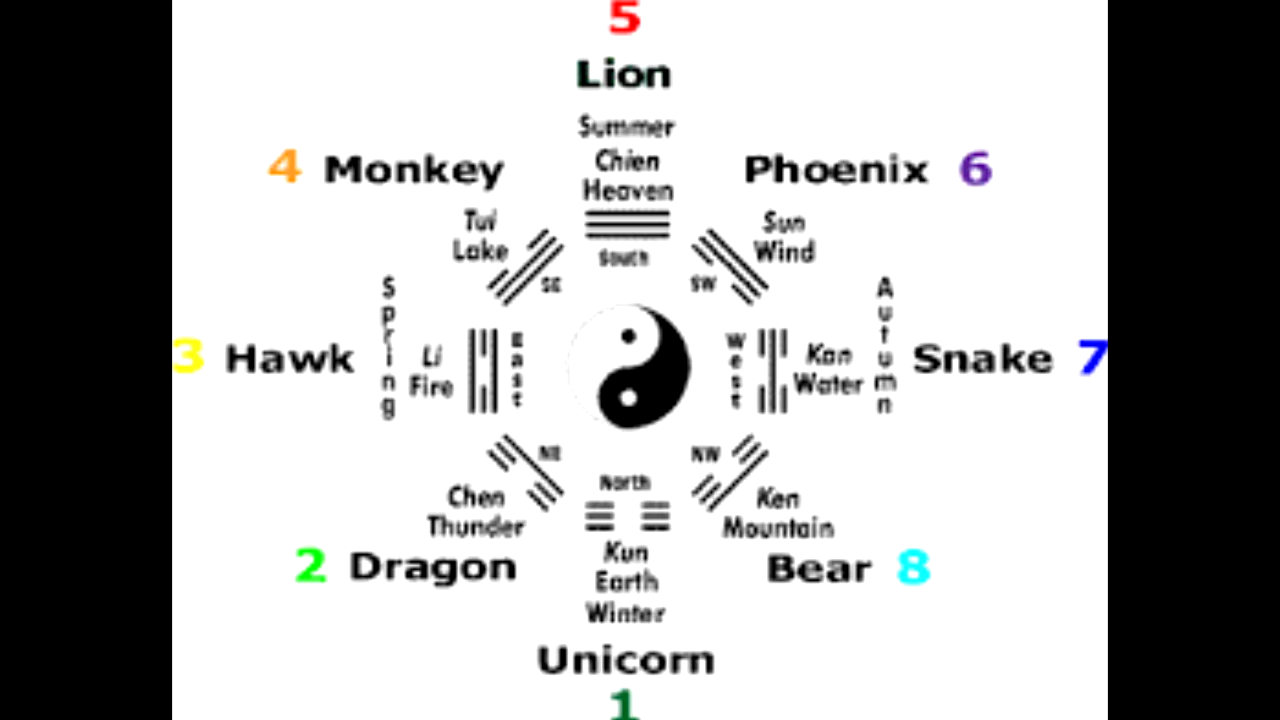 5
Lion
Summer
Chien
Heaven
South
4 Monkey
Tui
Lake
SE
Phoenix 6
Sun
Wind
SW
3 Hawk
Spring
Li
Fire
East
West
Kan
Water
Autumn
Snake 7
NE
Chen
Thunder
2 Dragon
North
Kun
Earth
Winter
NW
Ken
Mountain
Bear 8
Unicorn
1